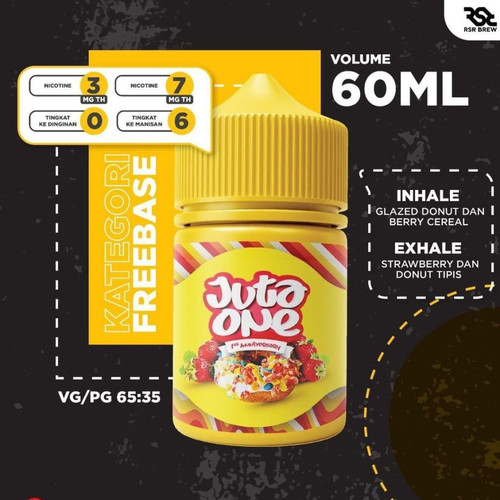 RSR BREW
NICOTINE 3 MG TH
NICOTINE 7 MG TH
TINGKAT
KE DINGINAN 0
TINGKAT
KE MANISAN 6
VOLUME
60ML
KATEGORI
FREEBASE
INHALE
GLAZED DONUT DAN
BERRY CEREAL
EXHALE
STRAWBERRY DAN
DONUT TIPIS
Juta
One
1st Anniversary
VG/PG 65:35